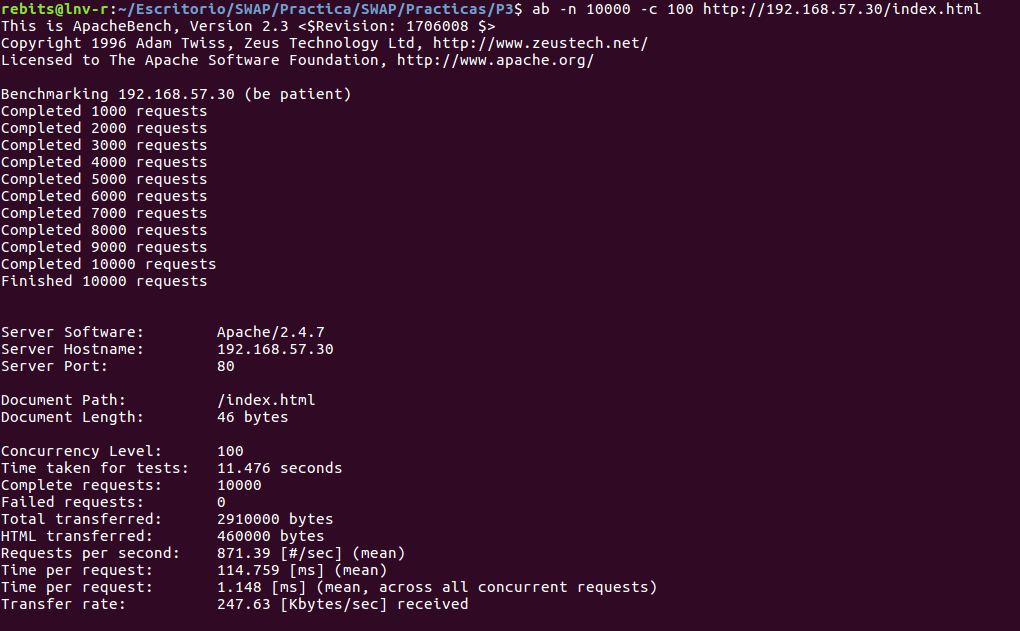 rebits@lnv-r:~/Escritorio/SWAP/Practica/SWAP/Practicas/P3$ ab -n 10000 -c 100 http://192.168.57.30/index.html
This is ApacheBench, Version 2.3 <$Revision: 1706008 $>
Copyright 1996 Adam Twiss, Zeus Technology Ltd, http://www.zeustech.net/
Licensed to The Apache Software Foundation, http://www.apache.org/
Benchmarking 192.168.57.30 (be patient)
Completed 1000 requests
Completed 2000 requests
Completed 3000 requests
Completed 4000 requests
Completed 5000 requests
Completed 6000 requests
Completed 7000 requests
Completed 8000 requests
Completed 9000 requests
Completed 10000 requests
Finished 10000 requests
Server Software:        Apache/2.4.7
Server Hostname:        192.168.57.30
Server Port:            80
Document Path:          /index.html
Document Length:        46 bytes
Concurrency Level:      100
Time taken for tests:   11.476 seconds
Complete requests:      10000
Failed requests:        0
Total transferred:      2910000 bytes
HTML transferred:       460000 bytes
Requests per second:    871.39 [#/sec] (mean)
Time per request:       114.759 [ms] (mean)
Time per request:       1.148 [ms] (mean, across all concurrent requests)
Transfer rate:          247.63 [Kbytes/sec] received